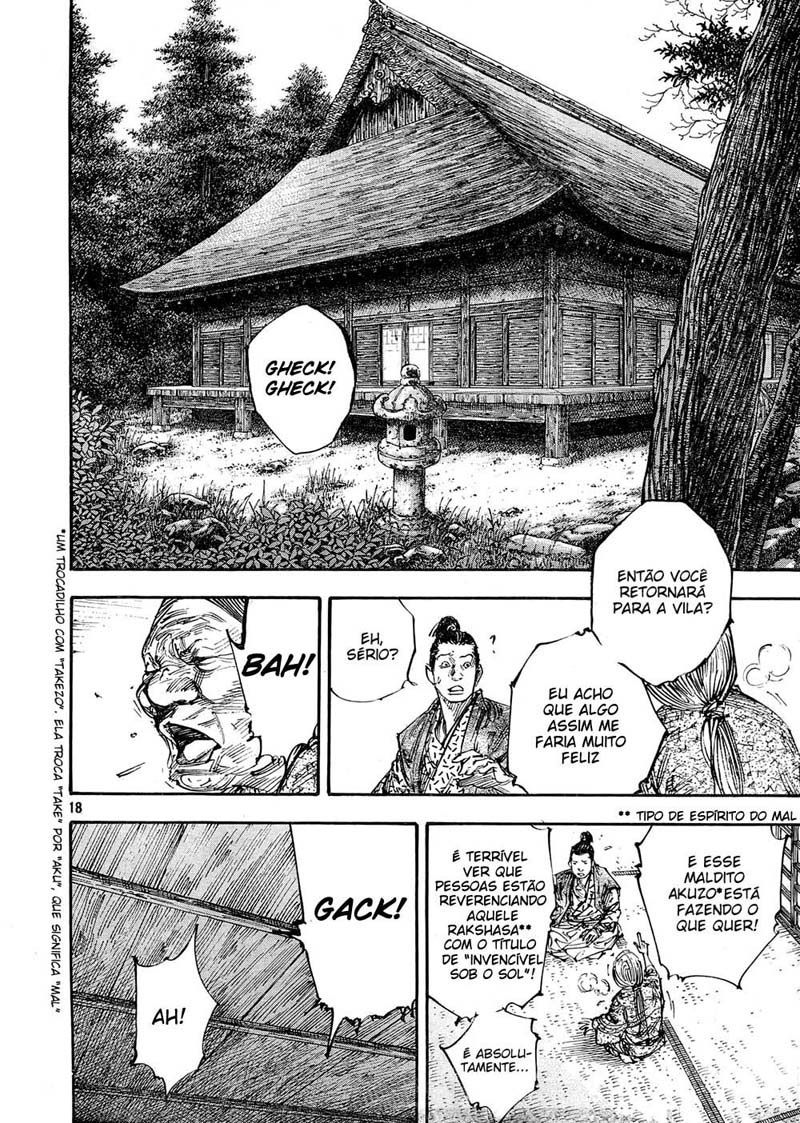 GHECK!
GHECK!
ENTÃO VOCÊ
RETORNARÁ
PARA A VILA?
EU ACHO
QUE ALGO
ASSIM ME
FARIA MUITO
FELIZ
EH,
SÉRIO?
BAH!
18
** TIPO DE ESPÍRITO DO MAL
E ESSE
MALDITO
AKUZO*ESTÁ
FAZENDO
O QUE QUER!
É TERRÍVEL
VER QUE
PESSOAS ESTÃO
REVERENCIANDO
AQUELE
RAKSHASA**
COM O TÍTULO
DE "INVENCÍVEL
SOB O SOL"!
É ABSOLU-
TAMENTE...
GACK!
AH!
*UM TROCADILHO COM "TAKEZO". ELA TROCA "TAKE" POR "AKU", QUE SIGNIFICA "MAL"